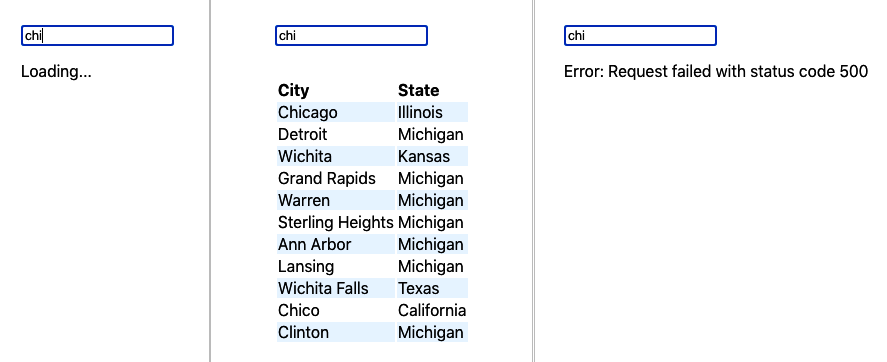 chi
Loading...
chi
City State
Chicago Illinois
Detroit Michigan
Wichita Kansas
Grand Rapids Michigan
Warren Michigan
Sterling Heights Michigan
Ann Arbor Michigan
Lansing Michigan
Wichita Falls Texas
Chico California
Clinton Michigan
chi
Error: Request failed with status code 500